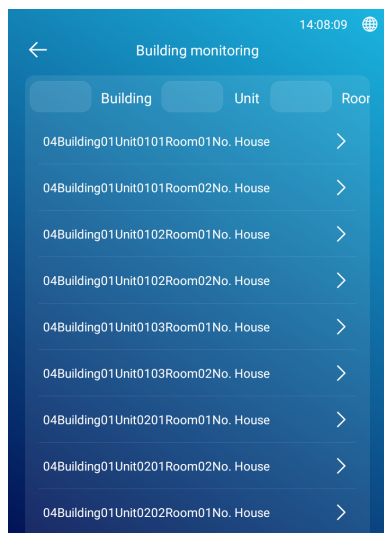 14:08:09
Building monitoring
Building Unit Room
04Building01Unit0101Room01No. House
04Building01Unit0101Room02No. House
04Building01Unit0102Room01No. House
04Building01Unit0102Room02No. House
04Building01Unit0103Room01No. House
04Building01Unit0103Room02No. House
04Building01Unit0201Room01No. House
04Building01Unit0201Room02No. House
04Building01Unit0202Room01No. House